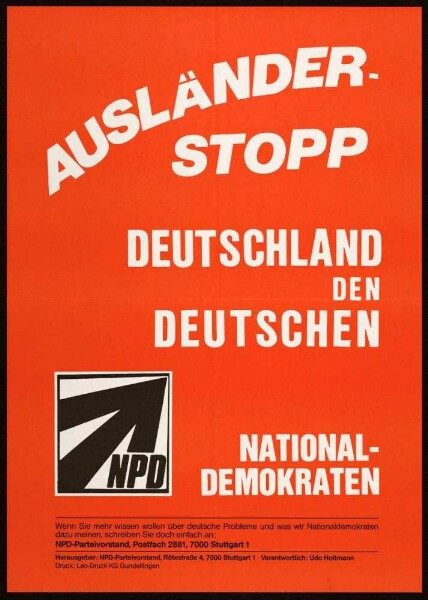 AUSLÄNDER-
STOPP
DEUTSCHLAND
DEN
DEUTSCHEN
NPD
NATIONAL-
DEMOKRATEN
Wenn Sie mehr wissen wollen über deutsche Probleme und was wir Nationaldemokraten
dazu meinen, schreiben Sie doch einfach an:
NPD-Parteivorstand, Postfach 2881, 7000 Stuttgart 1
Herausgeber: NPD-Parteivorstand, Rötestraße 4, 7000 Stuttgart 1 · Verantwortlich: Udo Holtmann
Druck: Leo-Druck KG Gundelfingen